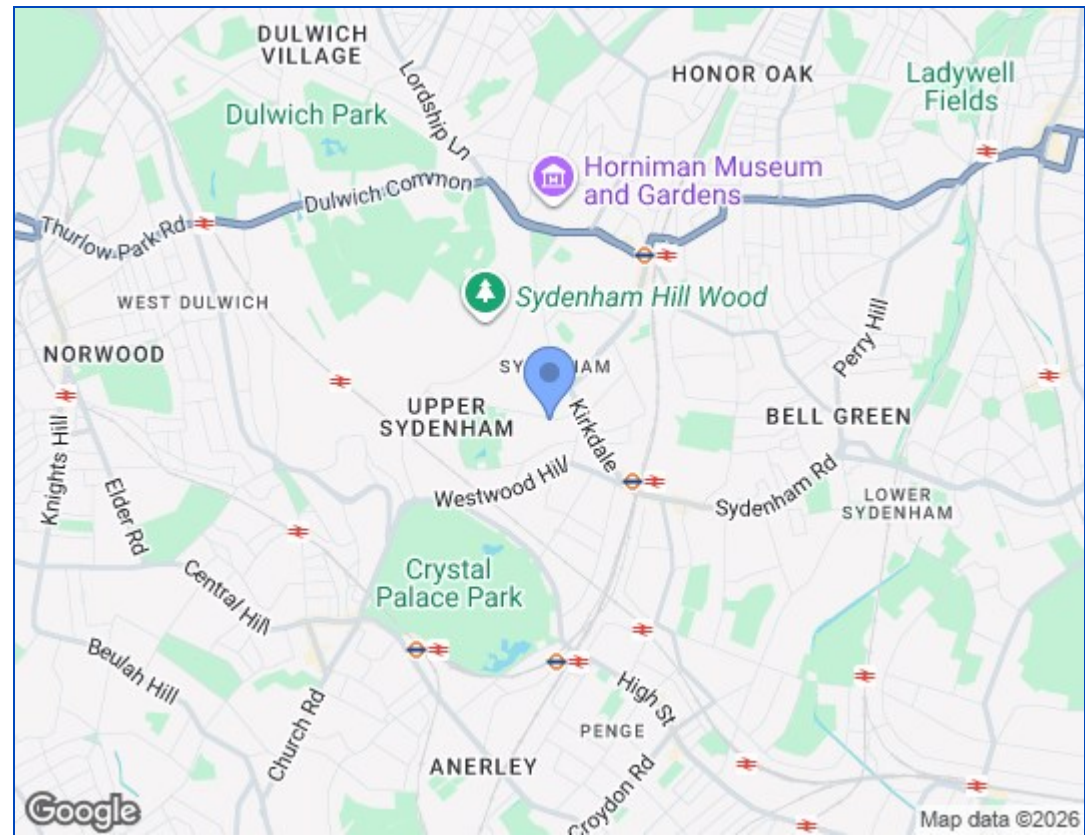 DULWICH
VILLAGE
Lordship Ln
HONOR OAK
Ladywell
Fields
Dulwich Park
Horniman Museum
and Gardens
Dulwich Common
Thurlow Park Rd
WEST DULWICH
Sydenham Hill Wood
Perry Hill
NORWOOD
UPPER
SYDENHAM
Kirkdale
BELL GREEN
Knights Hill
Elder Rd
Westwood Hill
Sydenham Rd
LOWER
SYDENHAM
Central Hill
Crystal
Palace Park
Beulah Hill
Church Rd
High St
PENGE
ANERLEY
Croydon Rd
Google
Map data ©2026